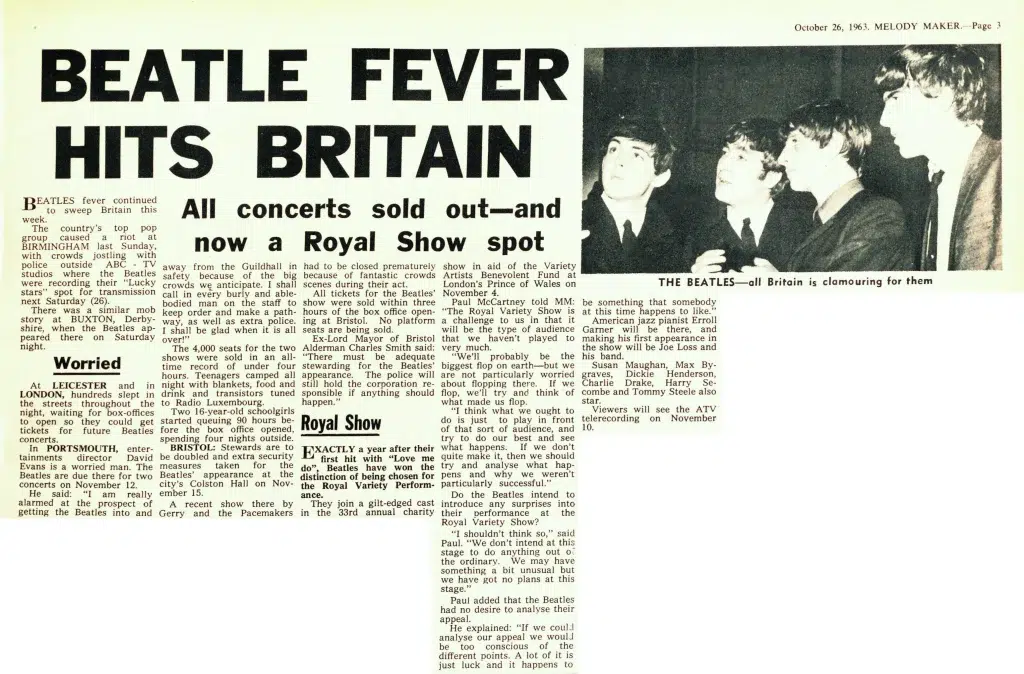 October 26, 1963. MELODY MAKER.—Page 3
BEATLE FEVER
HITS BRITAIN
All concerts sold out—and
now a Royal Show spot
THE BEATLES—all Britain is clamouring for them
BEATLES fever continued
to sweep Britain this
week.
The country's top pop
group caused a riot at
BIRMINGHAM last Sunday,
with crowds jostling with
police outside ABC - TV
studios where the Beatles
were recording their "Lucky
stars" spot for transmission
next Saturday (26).
There was a similar mob
story at BUXTON, Derby-
shire, when the Beatles ap-
peared there on Saturday
night.
Worried
At LEICESTER and in
LONDON, hundreds slept in
the streets throughout the
night, waiting for box-offices
to open so they could get
tickets for future Beatles
concerts.
In PORTSMOUTH, enter-
tainments director David
Evans is a worried man. The
Beatles are due there for two
concerts on November 12.
He said: "I am really
alarmed at the prospect of
getting the Beatles into and
away from the Guildhall in
safety because of the big
crowds we anticipate. I shall
call in every burly and able-
bodied man on the staff to
keep order and make a path-
way, as well as extra police.
I shall be glad when it is all
over!"
The 4,000 seats for the two
shows were sold in an all-
time record of under four
hours. Teenagers camped all
night with blankets, food and
drink and transistors tuned
to Radio Luxembourg.
Two 16-year-old schoolgirls
started queuing 90 hours be-
fore the box office opened,
spending four nights outside.
BRISTOL: Stewards are to
be doubled and extra security
measures taken for the
Beatles' appearance at the
city's Colston Hall on Nov-
ember 15.
A recent show there by
Gerry and the Pacemakers
had to be closed prematurely
because of fantastic crowd
scenes during their act.
All tickets for the Beatles'
show were sold within three
hours of the box office open-
ing at Bristol. No platform
seats are being sold.
Ex-Lord Mayor of Bristol
Alderman Charles Smith said:
"There must be adequate
stewarding for the Beatles'
appearance. The police will
still hold the corporation re-
sponsible if anything should
happen."
Royal Show
EXACTLY a year after their
first hit with "Love me
do", Beatles have won the
distinction of being chosen for
the Royal Variety Perform-
ance.
They join a gilt-edged cast
in the 33rd annual charity
show in aid of the Variety
Artists Benevolent Fund at
London's Prince of Wales on
November 4.
Paul McCartney told MM:
"The Royal Variety Show is
a challenge to us in that it
will be the type of audience
that we haven't played to
very much.
"We'll probably be the
biggest flop on earth—but we
are not particularly worried
about flopping there. If we
flop, we'll try and think of
what made us flop.
"I think what we ought to
do is just to play in front
of that sort of audience, and
try to do our best and see
what happens. If we don't
quite make it, then we should
try and analyse what hap-
pens and why we weren't
particularly successful."
Do the Beatles intend to
introduce any surprises into
their performance at the
Royal Variety Show?
"I shouldn't think so," said
Paul. "We don't intend at this
stage to do anything out of
the ordinary. We may have
something a bit unusual but
we have got no plans at this
stage."
Paul added that the Beatles
had no desire to analyse their
appeal.
He explained: "If we could
analyse our appeal we would
be too conscious of the
different points. A lot of it is
just luck and it happens to
be something that somebody
at this time happens to like."
American jazz pianist Erroll
Garner will be there, and
making his first appearance in
the show will be Joe Loss and
his band.
Susan Maughan, Max By-
graves, Dickie Henderson,
Charlie Drake, Harry Se-
combe and Tommy Steele also
star.
Viewers will see the ATV
telerecording on November
10.